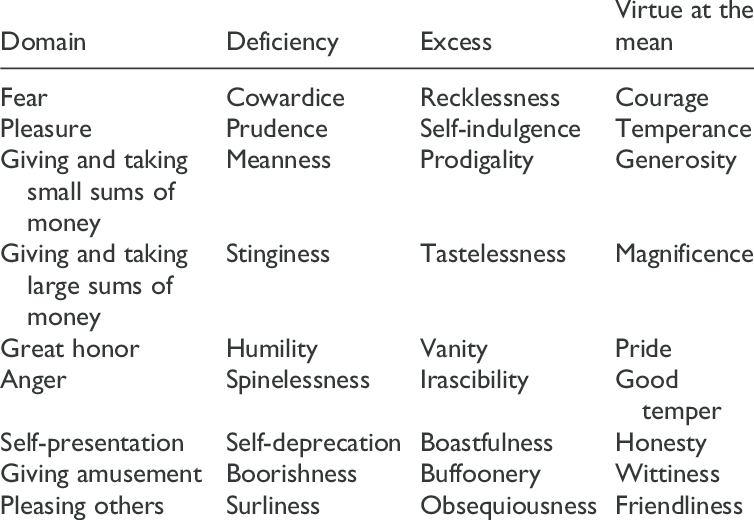 Domain Deficiency Excess Virtue at the mean
Fear Cowardice Recklessness Courage
Pleasure Prudence Self-indulgence Temperance
Giving and taking Meanness Prodigality Generosity
small sums of
money
Giving and taking Stinginess Tastelessness Magnificence
large sums of
money
Great honor Humility Vanity Pride
Anger Spinelessness Irascibility Good
temper
Self-presentation Self-deprecation Boastfulness Honesty
Giving amusement Boorishness Buffoonery Wittiness
Pleasing others Surliness Obsequiousness Friendliness